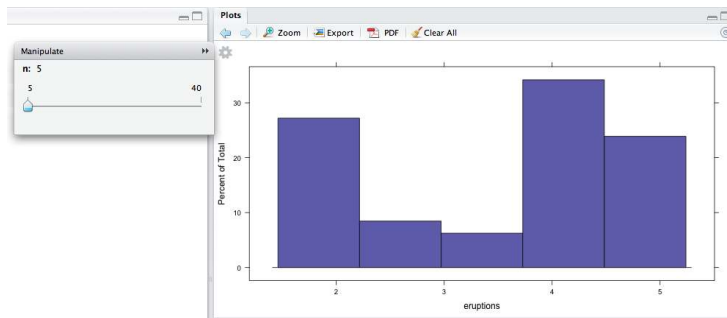 Plots
Zoom Export PDF Clear All
Manipulate
n: 5
5 40
Percent of Total
30
20
10
0
2 3 4 5
eruptions